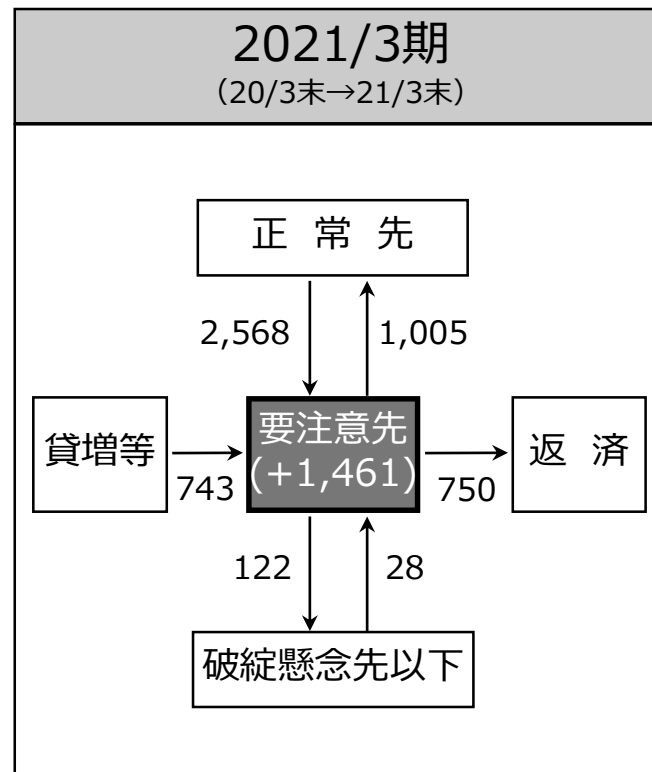 2021/3期
（20/3末→21/3末）
正 常 先
2,568
1,005
貸増等
743
要注意先
(+1,461)
750
返 済
122
28
破綻懸念先以下